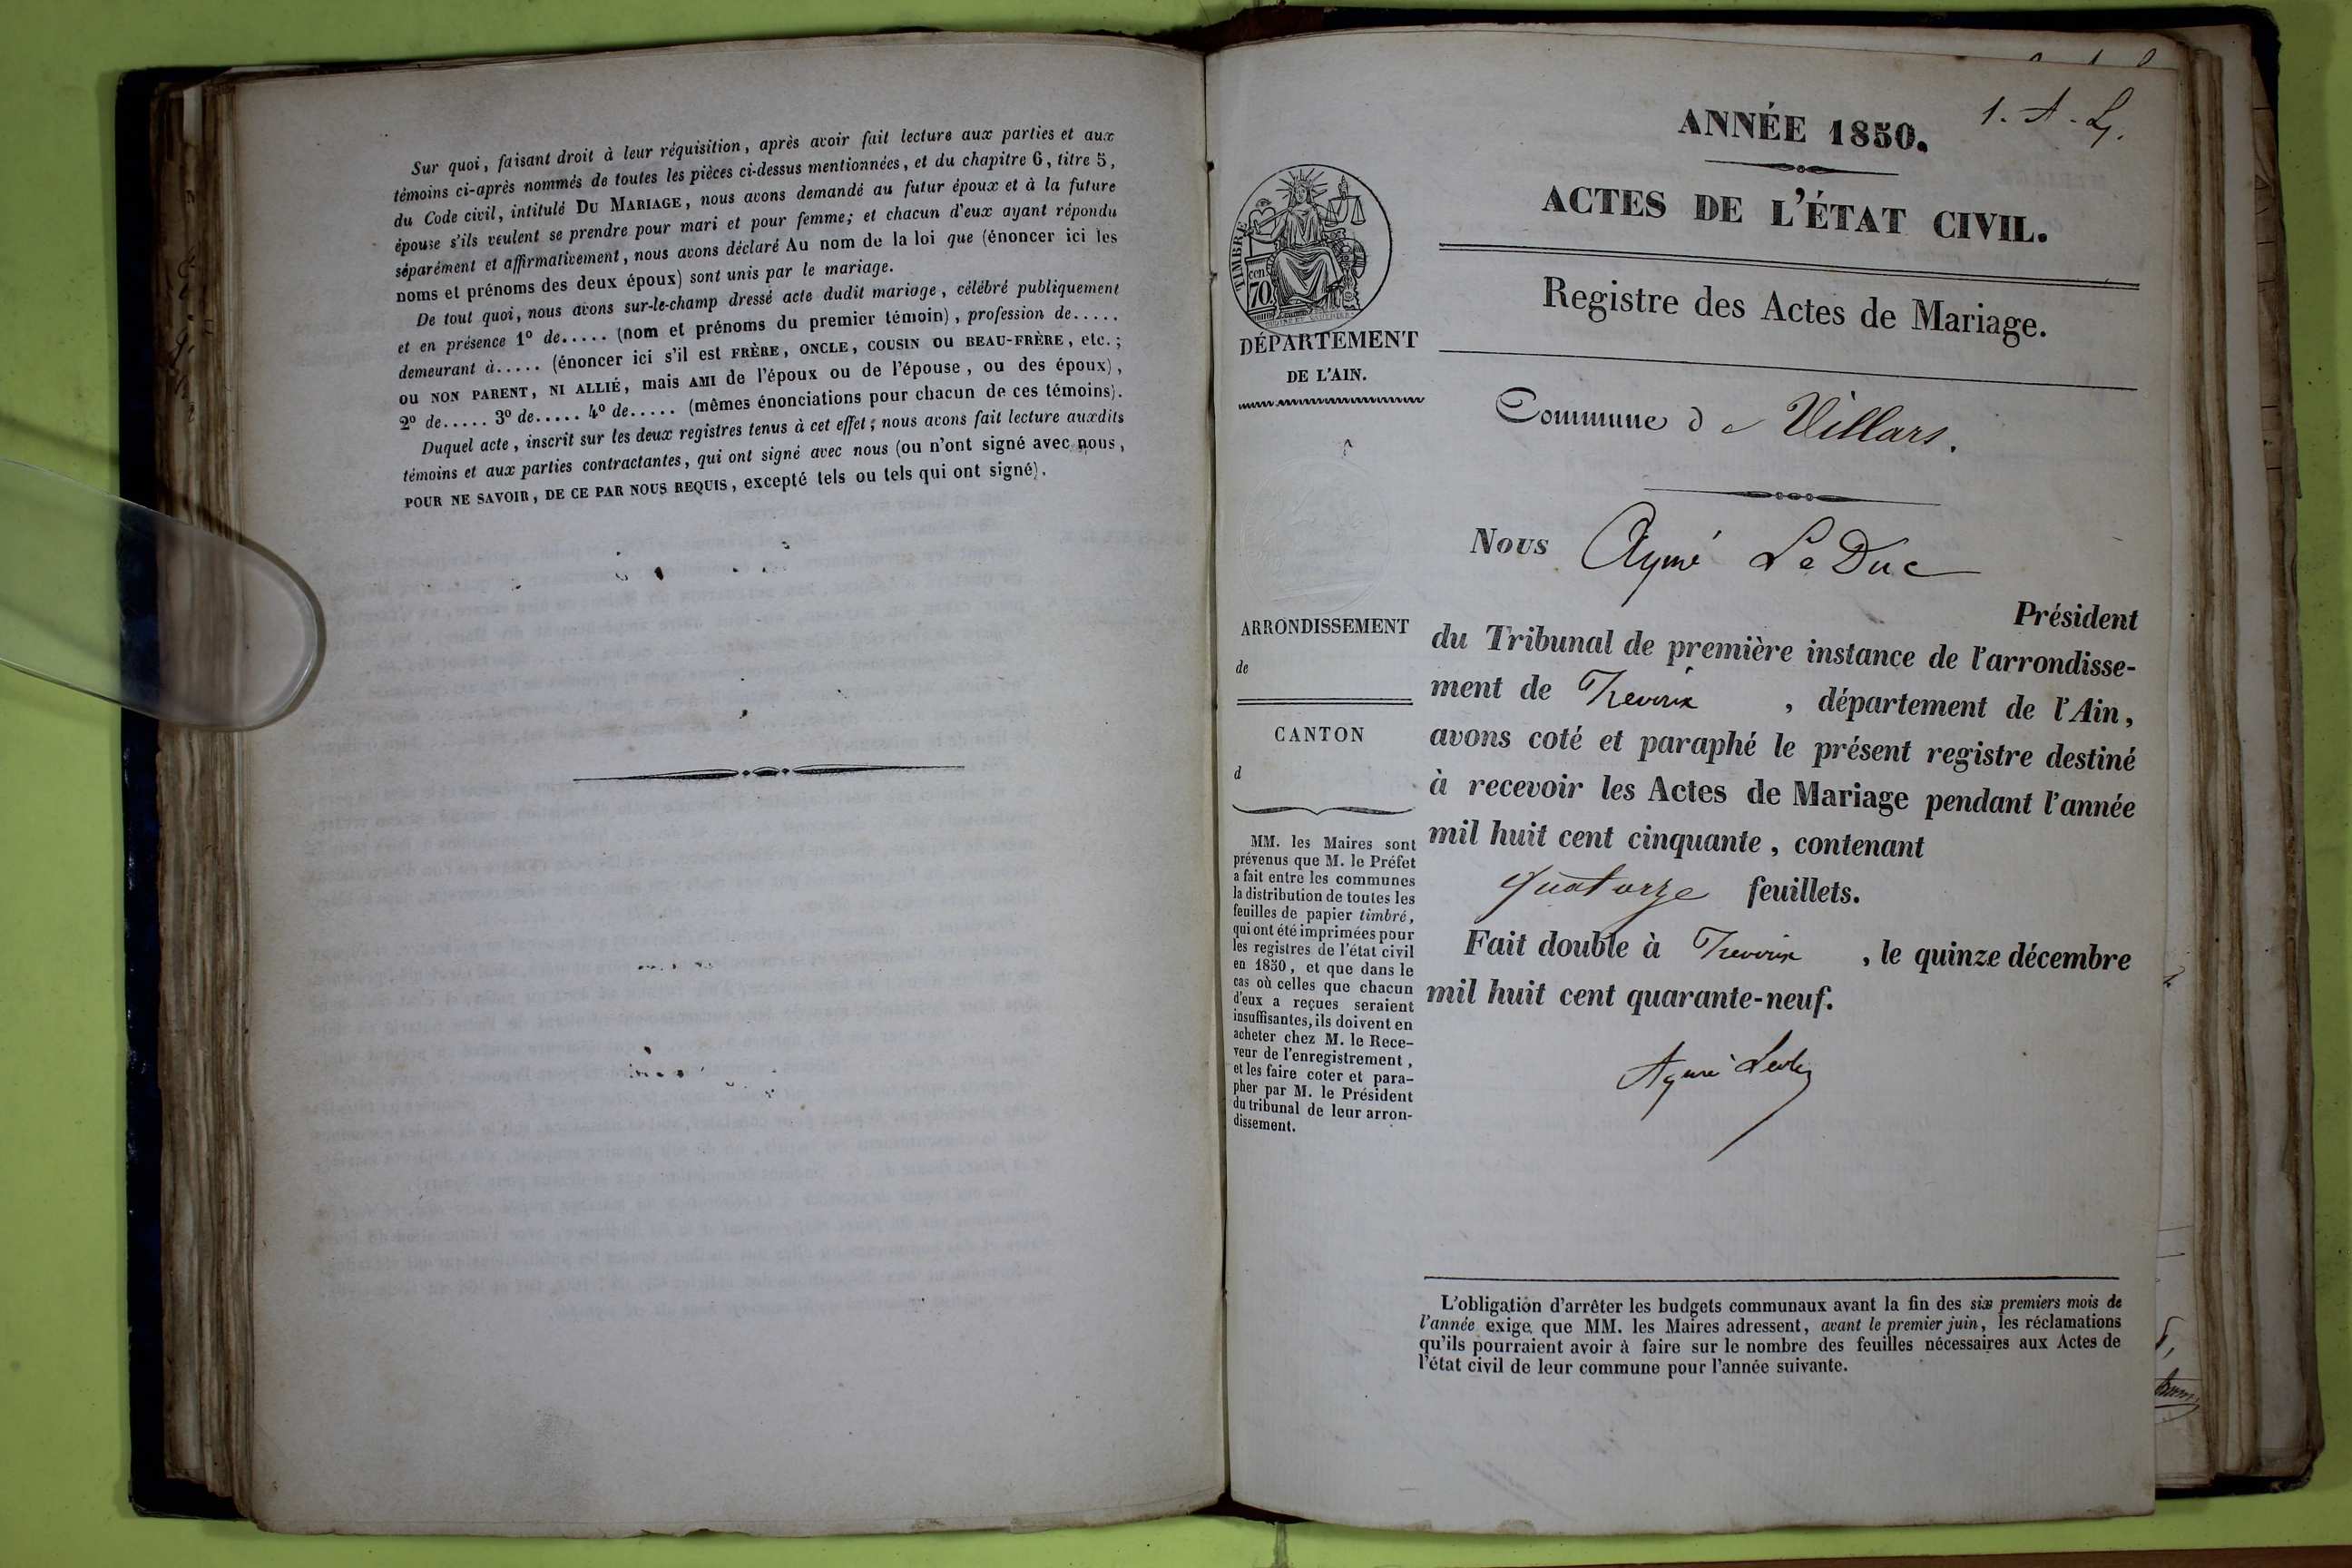 Sur quoi, faisant droit à leur réquisition, après avoir fait lecture aux parties et aux
témoins ci-après nommés de toutes les pièces ci-dessus mentionnées, et du chapitre 6, titre 5,
du Code civil, intitulé DU MARIAGE, nous avons demandé au futur époux et à la future
épouse s'ils veulent se prendre pour mari et pour femme; et chacun d'eux ayant répondu
séparément et affirmativement, nous avons déclaré Au nom de la loi que (énoncer ici les
noms et prénoms des deux époux) sont unis par le mariage.
De tout quoi, nous avons sur-le-champ dressé acte dudit mariage, célébré publiquement
et en présence 1º de..... (nom et prénoms du premier témoin), profession de.....
demeurant à..... (énoncer ici s'il est FRÈRE, ONCLE, COUSIN OU BEAU-FRÈRE, etc.;
ou NON PARENT, NI ALLIÉ, mais AMI de l'époux ou de l'épouse, ou des époux),
2º de..... 3º de..... 4º de..... (mêmes énonciations pour chacun de ces témoins).
Duquel acte, inscrit sur les deux registres tenus à cet effet; nous avons fait lecture auxdits
témoins et aux parties contractantes, qui ont signé avec nous (ou n'ont signé avec nous,
POUR NE SAVOIR, DE CE PAR NOUS REQUIS, excepté tels ou tels qui ont signé).
1. A. L.
ANNÉE 1850.
ACTES DE L'ÉTAT CIVIL.
Registre des Actes de Mariage.
TIMBRE
70
cen
DÉPARTEMENT
DE L'AIN.
Commune de Villars.
Nous Aymé LeDuc
Président
du Tribunal de première instance de l'arrondisse-
ment de Trevoux, département de l'Ain,
avons coté et paraphé le présent registre destiné
à recevoir les Actes de Mariage pendant l'année
mil huit cent cinquante, contenant
quatorze feuillets.
Fait double à Trevoux, le quinze décembre
mil huit cent quarante-neuf.
Aymé Leduc
ARRONDISSEMENT
de
CANTON
d
MM. les Maires sont
prévenus que M. le Préfet
a fait entre les communes
la distribution de toutes les
feuilles de papier timbré,
qui ont été imprimées pour
les registres de l'état civil
en 1850, et que dans le
cas où celles que chacun
d'eux a reçues seraient
insuffisantes, ils doivent en
acheter chez M. le Rece-
veur de l'enregistrement,
et les faire coter et para-
pher par M. le Président
du tribunal de leur arron-
dissement.
L'obligation d'arrêter les budgets communaux avant la fin des six premiers mois de
l'année exige que MM. les Maires adressent, avant le premier juin, les réclamations
qu'ils pourraient avoir à faire sur le nombre des feuilles nécessaires aux Actes de
l'état civil de leur commune pour l'année suivante.